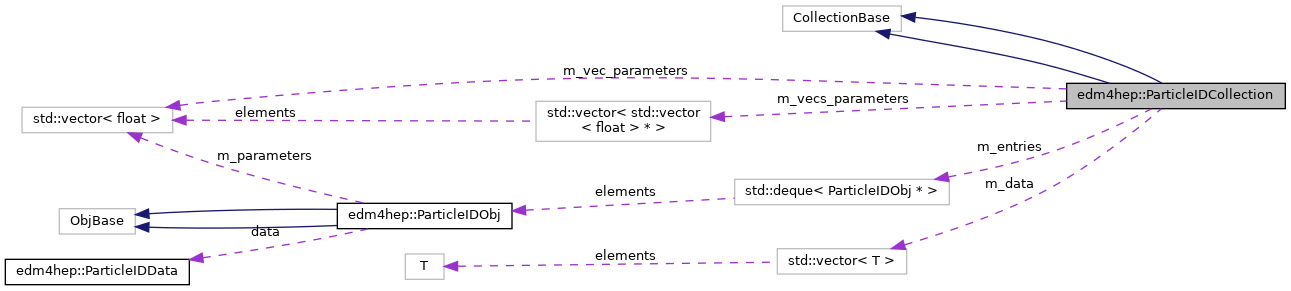 CollectionBase
m_vec_parameters
edm4hep::ParticleIDCollection
m_vecs_parameters
elements
std::vector< float >
std::vector< std::vector
< float > * >
m_parameters
m_entries
m_data
elements
std::deque< ParticleIDObj * >
edm4hep::ParticleIDObj
ObjBase
data
elements
std::vector< T >
T
edm4hep::ParticleIDData